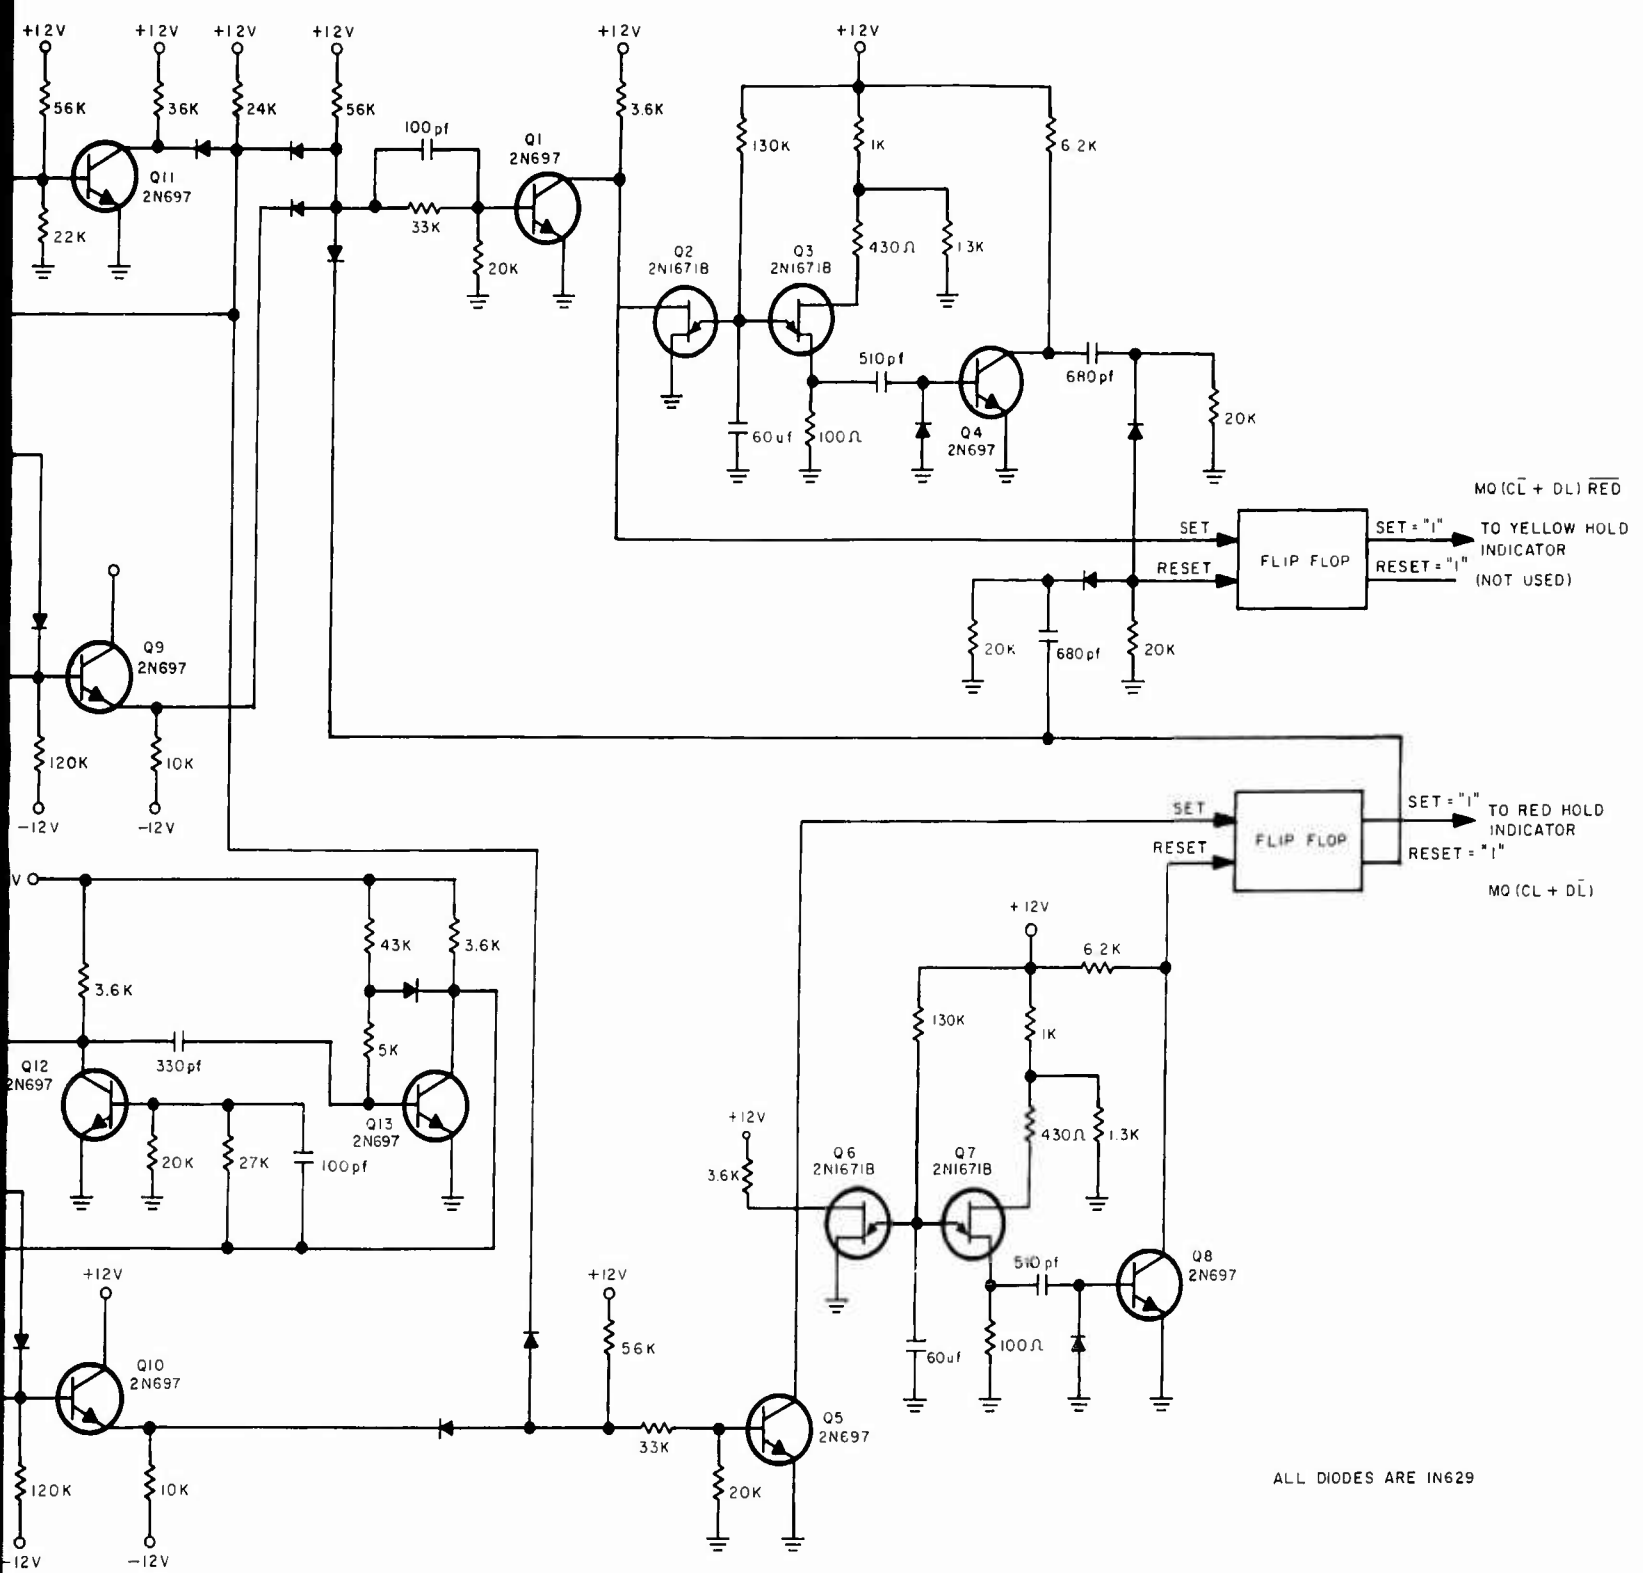 +12V +12V +12V +12V +12V +12V
56K 36K 24K 56K 3.6K
100pf
Q1
2N697
130K 1K 6.2K
Q11
2N697
33K
22K
20K
Q2
2N1671B
Q3
2N1671B
430Ω 1.3K
510pf
680pf
60uf 100Ω
Q4
2N697
20K
MQ (CL̄ + DL) R̅E̅D̅
SET
FLIP FLOP
SET = "1"
TO YELLOW HOLD
INDICATOR
RESET
RESET = "1"
(NOT USED)
Q9
2N697
20K 680pf 20K
120K 10K
-12V -12V
SET
FLIP FLOP
SET = "1"
TO RED HOLD
INDICATOR
RESET
RESET = "1"
MQ (CL + DL̄)
V
+12V
43K 3.6K
6.2K
3.6K
130K 1K
5K
330pf
Q12
2N697
Q13
2N697
+12V
430Ω 1.3K
20K 27K 100pf
3.6K
Q6
2N1671B
Q7
2N1671B
+12V
+12V
510pf
Q8
2N697
56K
60uf 100Ω
Q10
2N697
33K
Q5
2N697
120K 10K
20K
ALL DIODES ARE IN629
-12V -12V